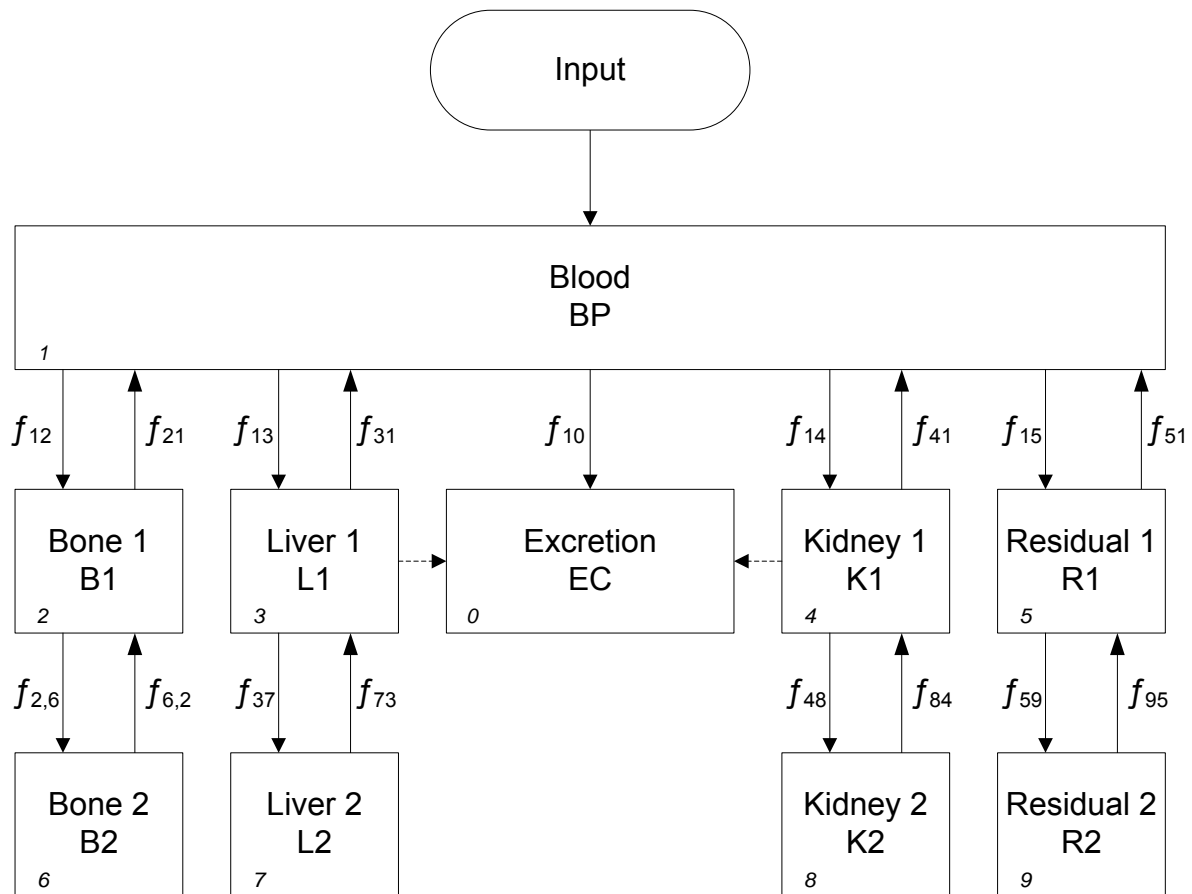 Input
Blood
BP
1
f12 f21 f13 f31 f10 f14 f41 f15 f51
Bone 1 Liver 1 Excretion Kidney 1 Residual 1
B1 L1 EC K1 R1
2 3 0 4 5
f2,6 f6,2 f37 f73 f48 f84 f59 f95
Bone 2 Liver 2 Kidney 2 Residual 2
B2 L2 K2 R2
6 7 8 9